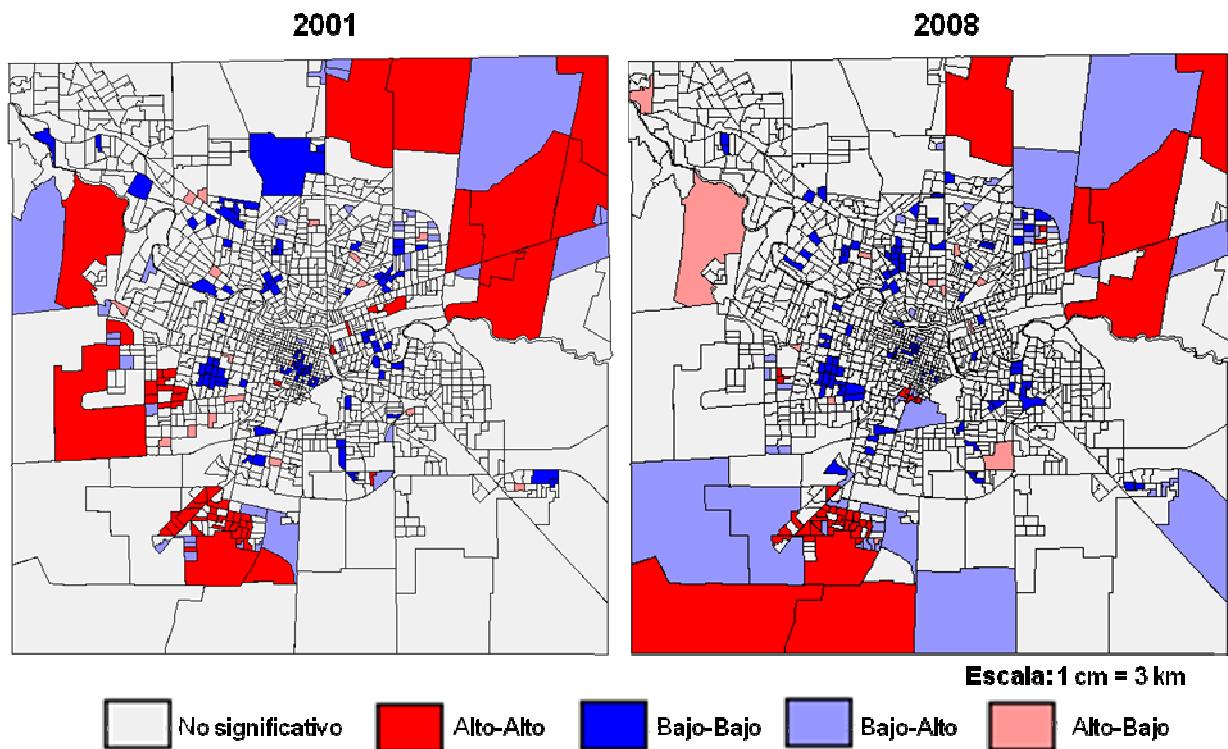 2001
2008
Escala: 1 cm = 3 km
No significativo
Alto-Alto
Bajo-Bajo
Bajo-Alto
Alto-Bajo